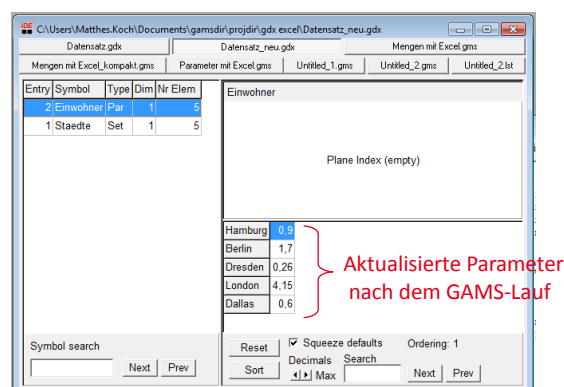 IDE C:\Users\Matthes.Koch\Documents\gamsdir\projdir\gdx excel\Datensatz_neu.gdx
Datensatz.gdx Datensatz_neu.gdx Mengen mit Excel.gms
Mengen mit Excel_kompakt.gms Parameter mit Excel.gms Untitled_1.gms Untitled_2.gms Untitled_2.lst
Entry Symbol Type Dim Nr Elem
2 Einwohner Par 1 5
1 Staedte Set 1 5
Einwohner
Plane Index (empty)
Hamburg 0,9
Berlin 1,7
Dresden 0,26
London 4,15
Dallas 0,6
Aktualisierte Parameter
nach dem GAMS-Lauf
Symbol search
Next Prev
Reset Squeeze defaults Ordering: 1
Sort Decimals Search
Max Next Prev